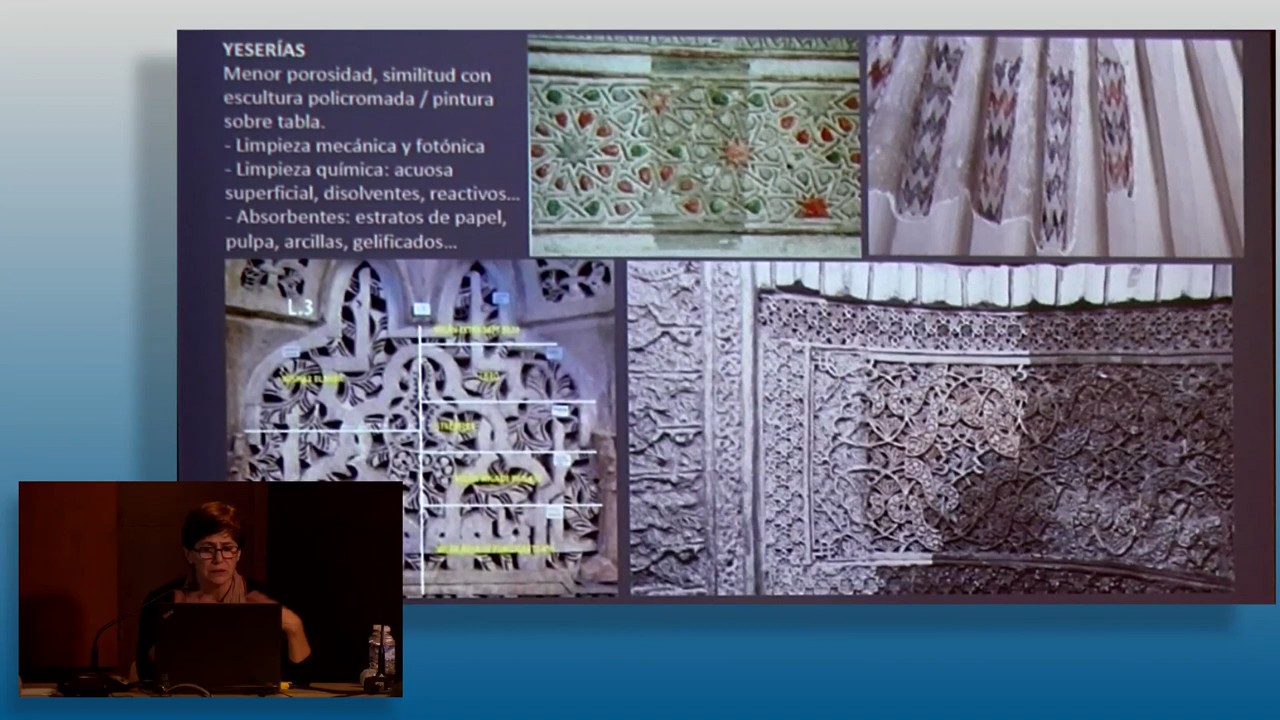 YESERÍAS
Menor porosidad, similitud con
escultura policromada / pintura
sobre tabla.
- Limpieza mecánica y fotónica
- Limpieza química: acuosa
superficial, disolventes, reactivos...
- Absorbentes: estratos de papel,
pulpa, arcillas, gelificados...
L.3